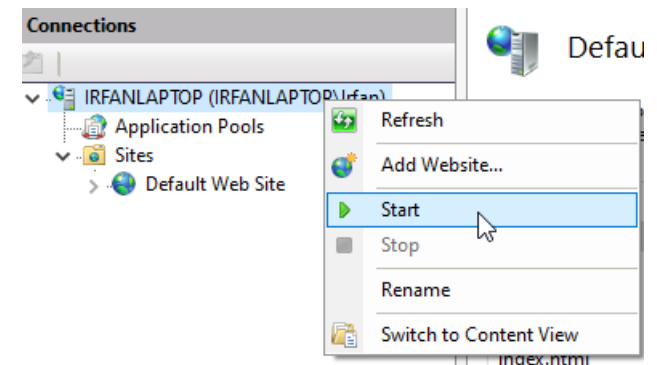 Connections
Defau
IRFANLAPTOP (IRFANLAPTOP\Irfan)
Application Pools
Sites
Default Web Site
Refresh
Add Website...
Start
Stop
Rename
Switch to Content View
index.html